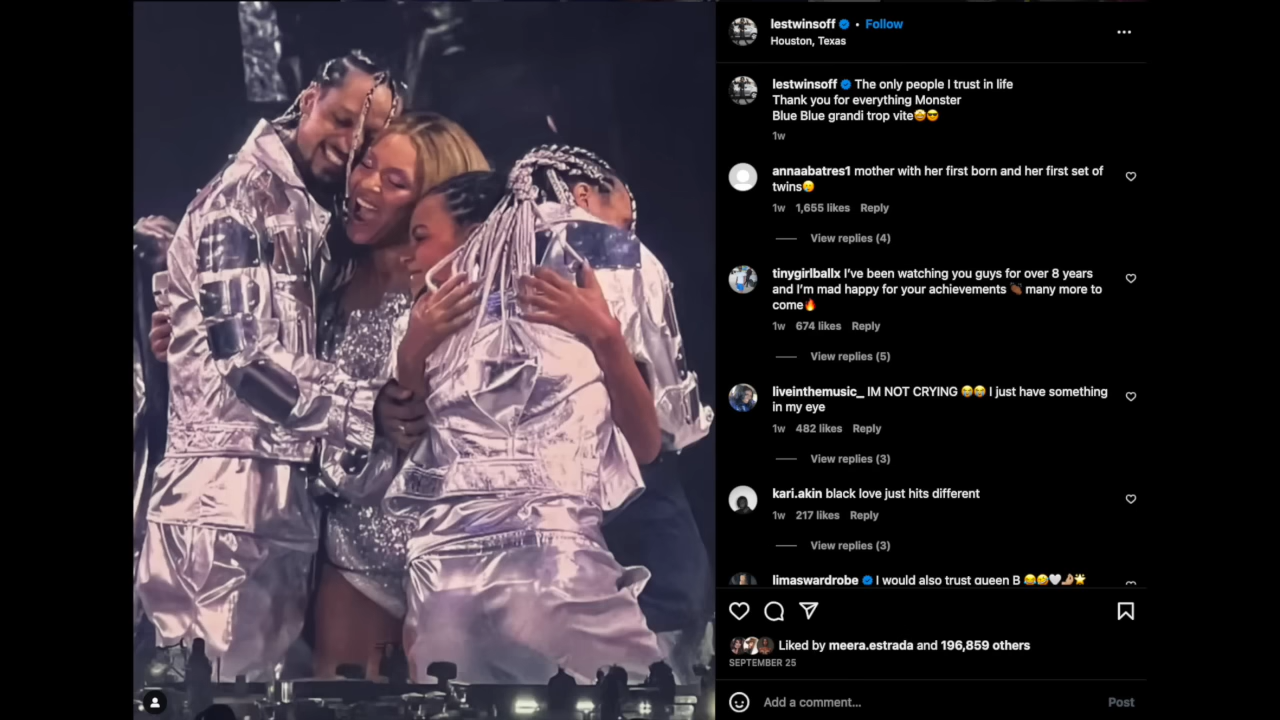 lestwinsoff • Follow
Houston, Texas
lestwinsoff The only people I trust in life
Thank you for everything Monster
Blue Blue grandi trop vite🤩😎
1w
annaabatres1 mother with her first born and her first set of
twins🥹
1w 1,655 likes Reply
View replies (4)
tinygirlballx I’ve been watching you guys for over 8 years
and I’m mad happy for your achievements 👏🏾 many more to
come🔥
1w 674 likes Reply
View replies (5)
liveinthemusic_ IM NOT CRYING 😭😭 I just have something
in my eye
1w 482 likes Reply
View replies (3)
kari.akin black love just hits different
1w 217 likes Reply
View replies (3)
limaswardrobe I would also trust queen B 😂🤣🤍🤌🏼🌟
Liked by meera.estrada and 196,859 others
SEPTEMBER 25
Add a comment... Post